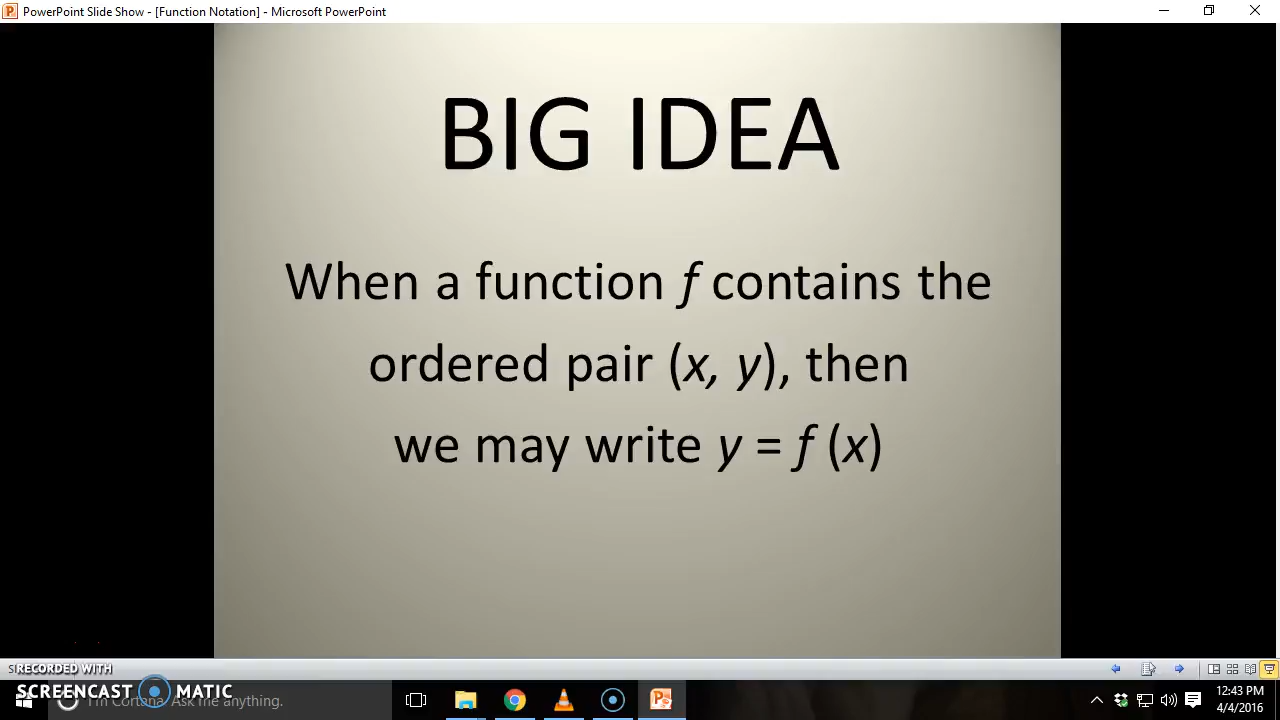 PowerPoint Slide Show - [Function Notation] - Microsoft PowerPoint
BIG IDEA
When a function f contains the
ordered pair (x, y), then
we may write y = f (x)
RECORDED WITH
SCREENCAST MATIC
I'm Cortana. Ask me anything.
12:43 PM
4/4/2016